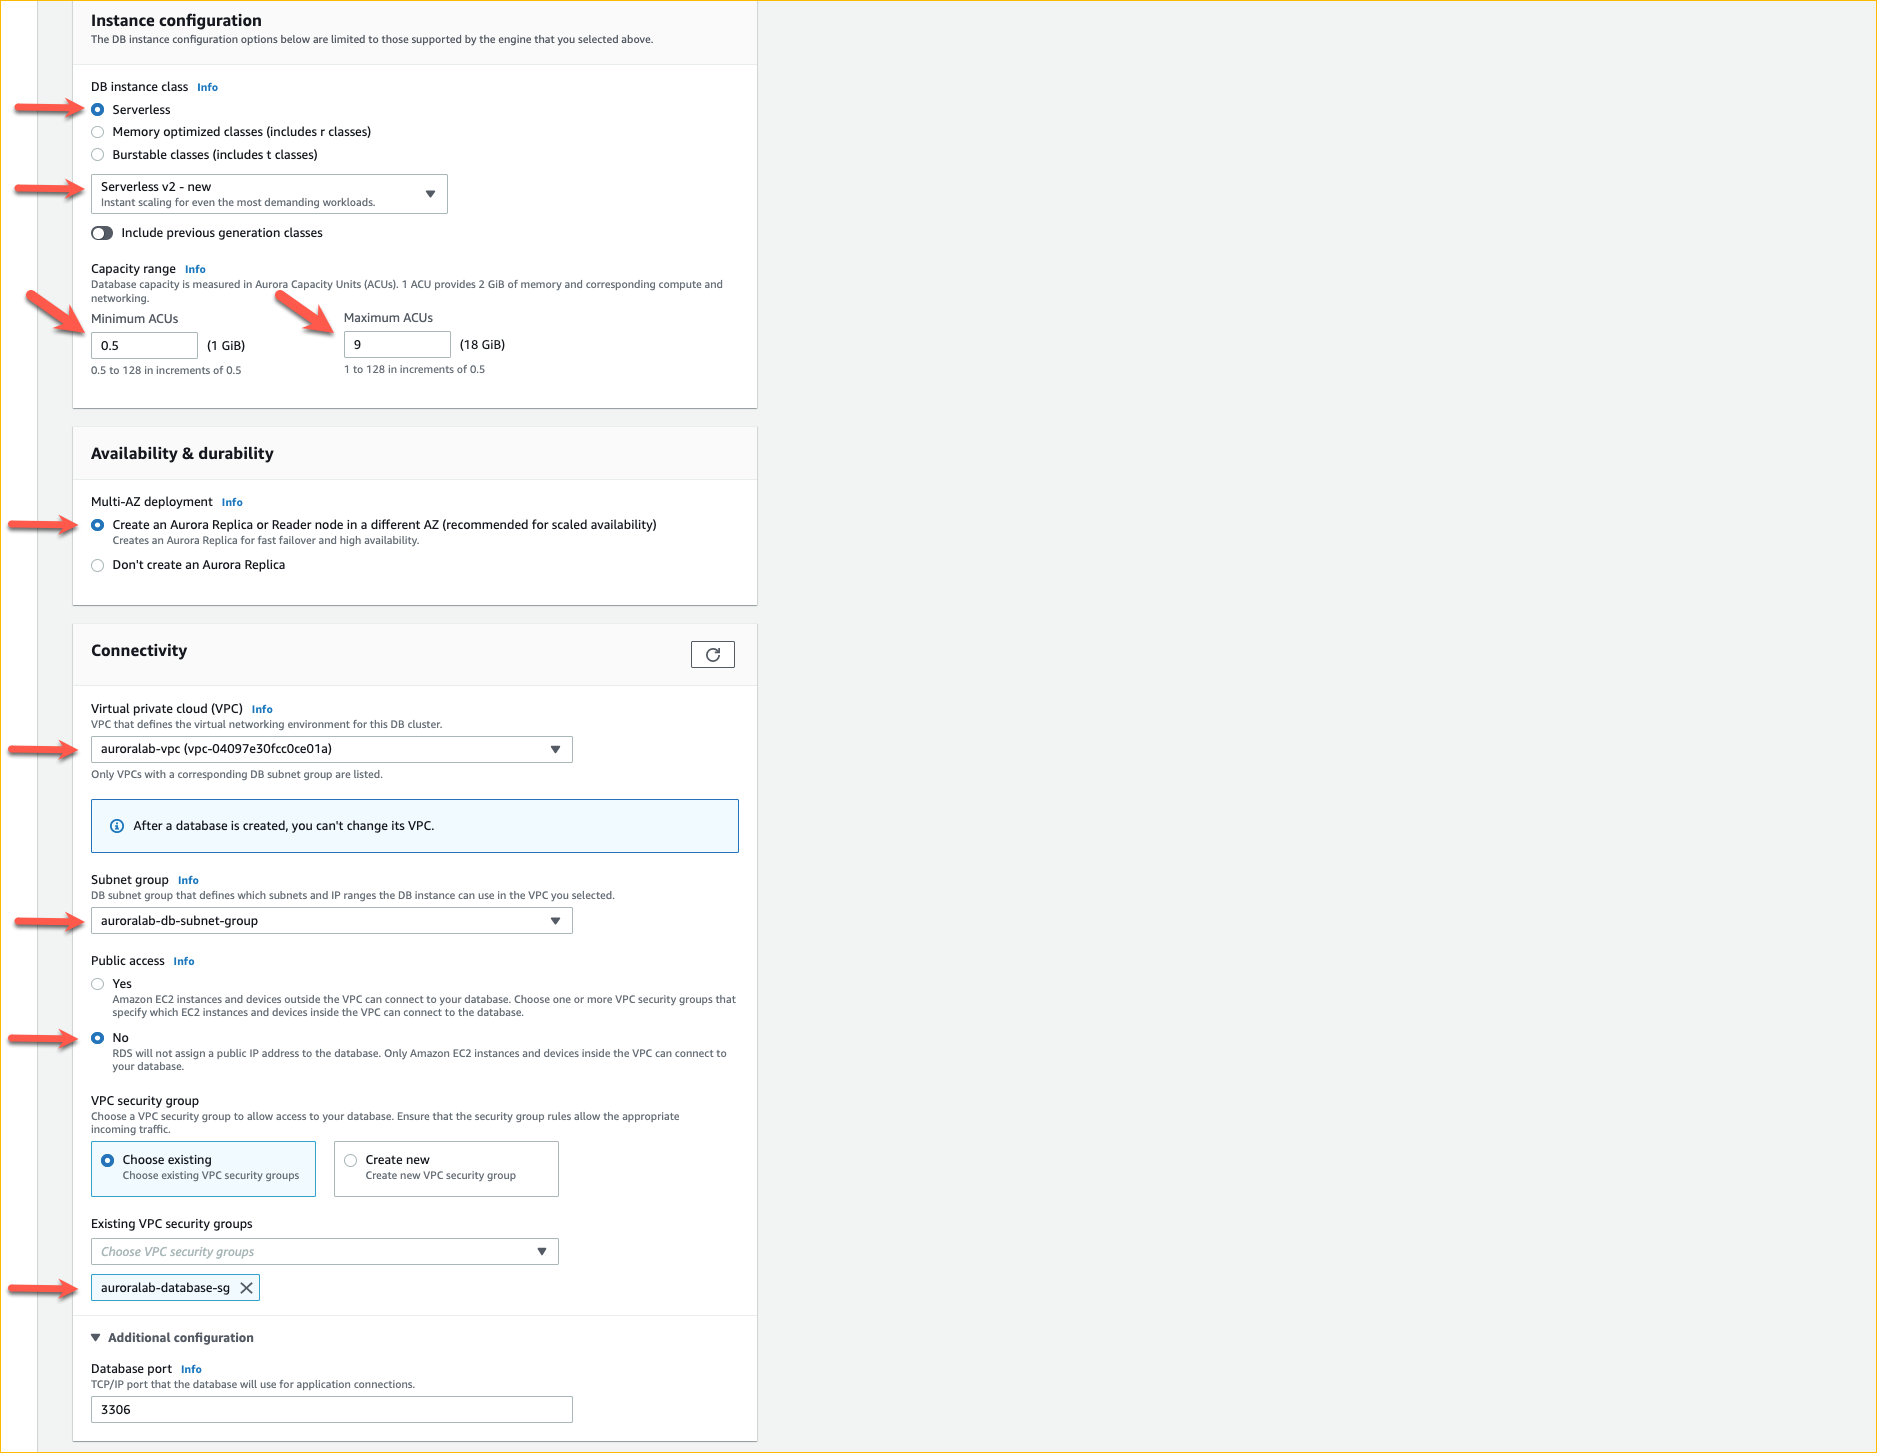 Instance configuration
The DB instance configuration options below are limited to those supported by the engine that you selected above.
DB instance class Info
Serverless
Memory optimized classes (includes r classes)
Burstable classes (includes t classes)
Serverless v2 - new
Instant scaling for even the most demanding workloads.
Include previous generation classes
Capacity range Info
Database capacity is measured in Aurora Capacity Units (ACUs). 1 ACU provides 2 GiB of memory and corresponding compute and
networking.
Minimum ACUs
Maximum ACUs
0.5 (1 GiB)
9 (18 GiB)
0.5 to 128 in increments of 0.5
1 to 128 in increments of 0.5
Availability & durability
Multi-AZ deployment Info
Create an Aurora Replica or Reader node in a different AZ (recommended for scaled availability)
Creates an Aurora Replica for fast failover and high availability.
Don't create an Aurora Replica
Connectivity
Virtual private cloud (VPC) Info
VPC that defines the virtual networking environment for this DB cluster.
auroralab-vpc (vpc-04097e30fcc0ce01a)
Only VPCs with a corresponding DB subnet group are listed.
After a database is created, you can't change its VPC.
Subnet group Info
DB subnet group that defines which subnets and IP ranges the DB instance can use in the VPC you selected.
auroralab-db-subnet-group
Public access Info
Yes
Amazon EC2 instances and devices outside the VPC can connect to your database. Choose one or more VPC security groups that
specify which EC2 instances and devices inside the VPC can connect to the database.
No
RDS will not assign a public IP address to the database. Only Amazon EC2 instances and devices inside the VPC can connect to
your database.
VPC security group
Choose a VPC security group to allow access to your database. Ensure that the security group rules allow the appropriate
incoming traffic.
Choose existing
Choose existing VPC security groups
Create new
Create new VPC security group
Existing VPC security groups
Choose VPC security groups
auroralab-database-sg
Additional configuration
Database port Info
TCP/IP port that the database will use for application connections.
3306